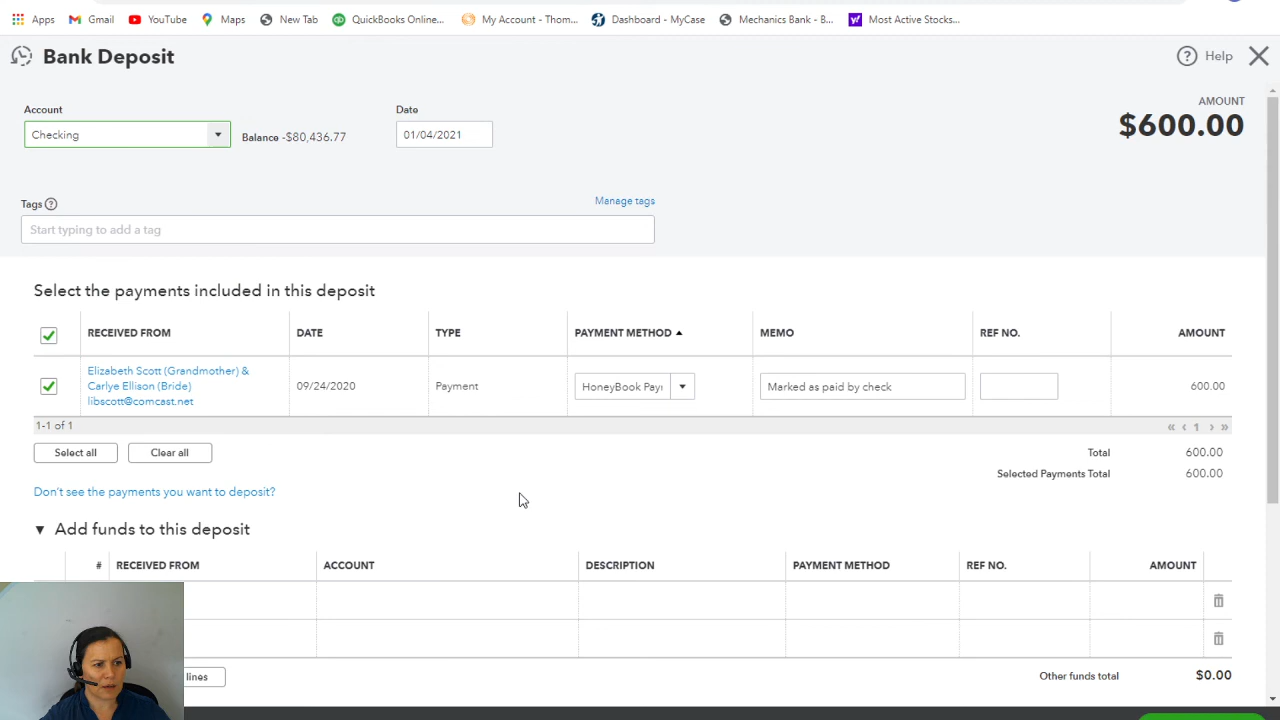 Apps Gmail YouTube Maps New Tab QuickBooks Online... My Account - Thom... Dashboard - MyCase Mechanics Bank - B... Most Active Stocks...
Bank Deposit
? Help
Account
Date
AMOUNT
Checking
Balance -$80,436.77
01/04/2021
$600.00
Tags ?
Manage tags
Start typing to add a tag
Select the payments included in this deposit
RECEIVED FROM DATE TYPE PAYMENT METHOD MEMO REF NO. AMOUNT
Elizabeth Scott (Grandmother) &
Carlye Ellison (Bride)
libscott@comcast.net
09/24/2020
Payment
HoneyBook Payı
Marked as paid by check
600.00
1-1 of 1
« ‹ 1 › »
Select all
Clear all
Total 600.00
Selected Payments Total 600.00
Don't see the payments you want to deposit?
Add funds to this deposit
# RECEIVED FROM ACCOUNT DESCRIPTION PAYMENT METHOD REF NO. AMOUNT
lines
Other funds total $0.00